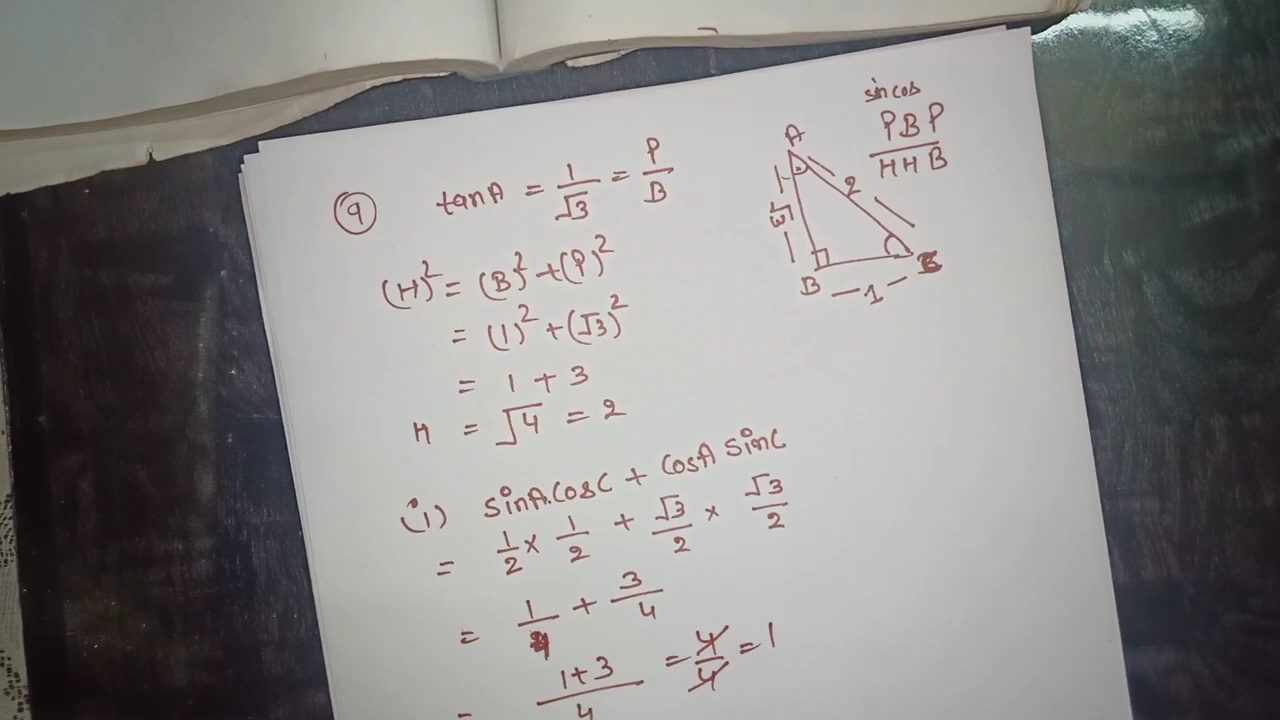 9 tanA = 1/√3 = P/B
(H)² = (B)² + (P)²
= (1)² + (√3)²
= 1 + 3
H = √4 = 2
(i) sinA.cosC + cosA sinC
= 1/2 × 1/2 + √3/2 × √3/2
= 1/4 + 3/4
= 1+3/4 = 4/4 = 1
sin cos
P B P
H H B
A
2
√3
B
1
C